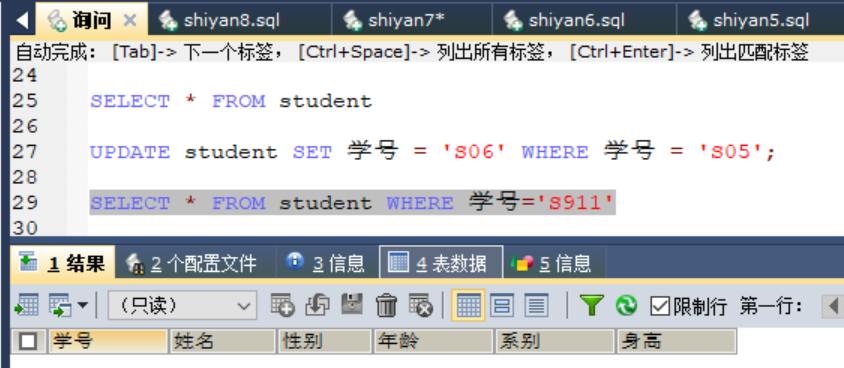 询问 shiyan8.sql shiyan7* shiyan6.sql shiyan5.sql
自动完成： [Tab]-> 下一个标签， [Ctrl+Space]-> 列出所有标签， [Ctrl+Enter]-> 列出匹配标签
24
25 SELECT * FROM student
26
27 UPDATE student SET 学号 = 'S06' WHERE 学号 = 'S05';
28
29 SELECT * FROM student WHERE 学号='S911'
30
1 结果 2 个配置文件 3 信息 4 表数据 5 信息
（只读） 限制行 第一行：
学号 姓名 性别 年龄 系别 身高